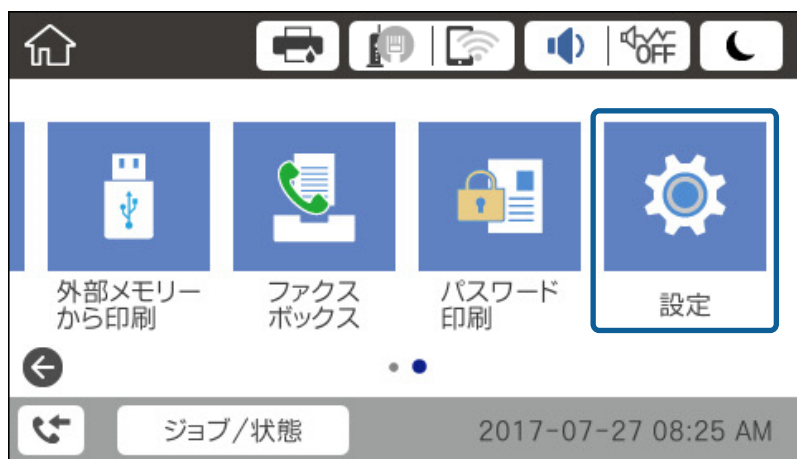 OFF
外部メモリー
から印刷
ファクス
ボックス
パスワード
印刷
設定
ジョブ/状態
2017-07-27 08:25 AM